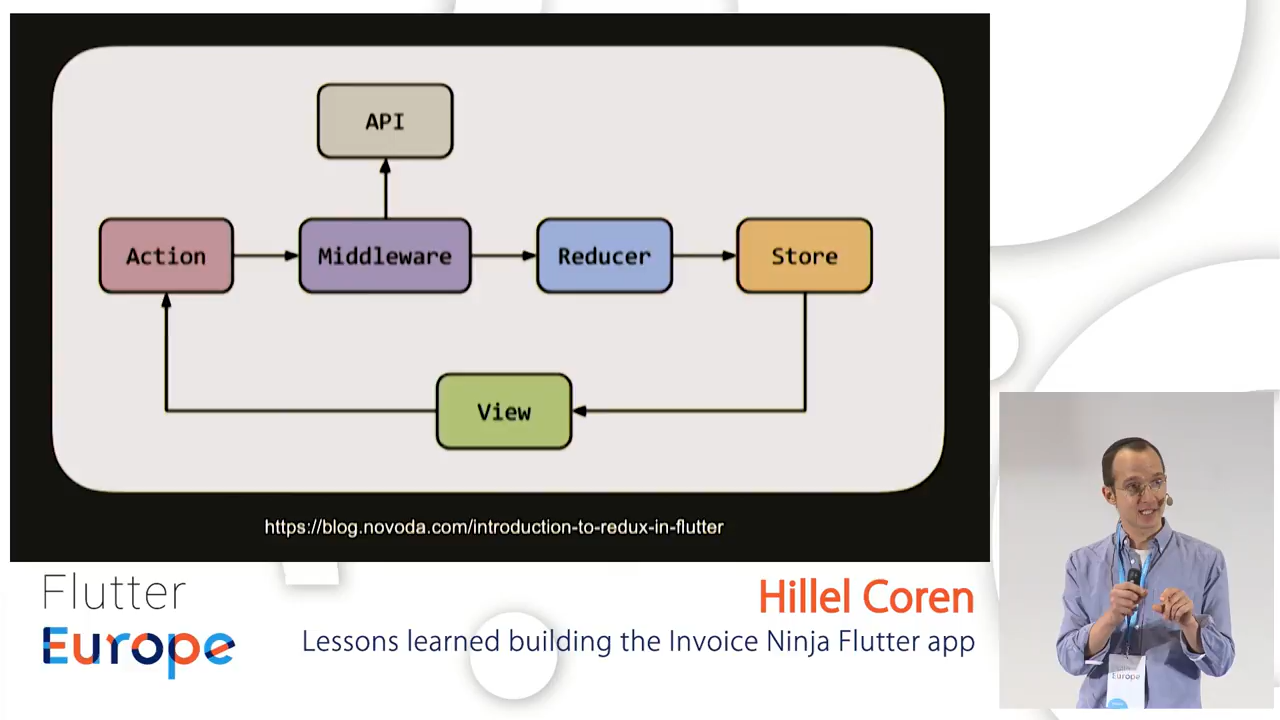 API
Action
Middleware
Reducer
Store
View
https://blog.novoda.com/introduction-to-redux-in-flutter
Flutter
Europe
Hillel Coren
Lessons learned building the Invoice Ninja Flutter app
Europe